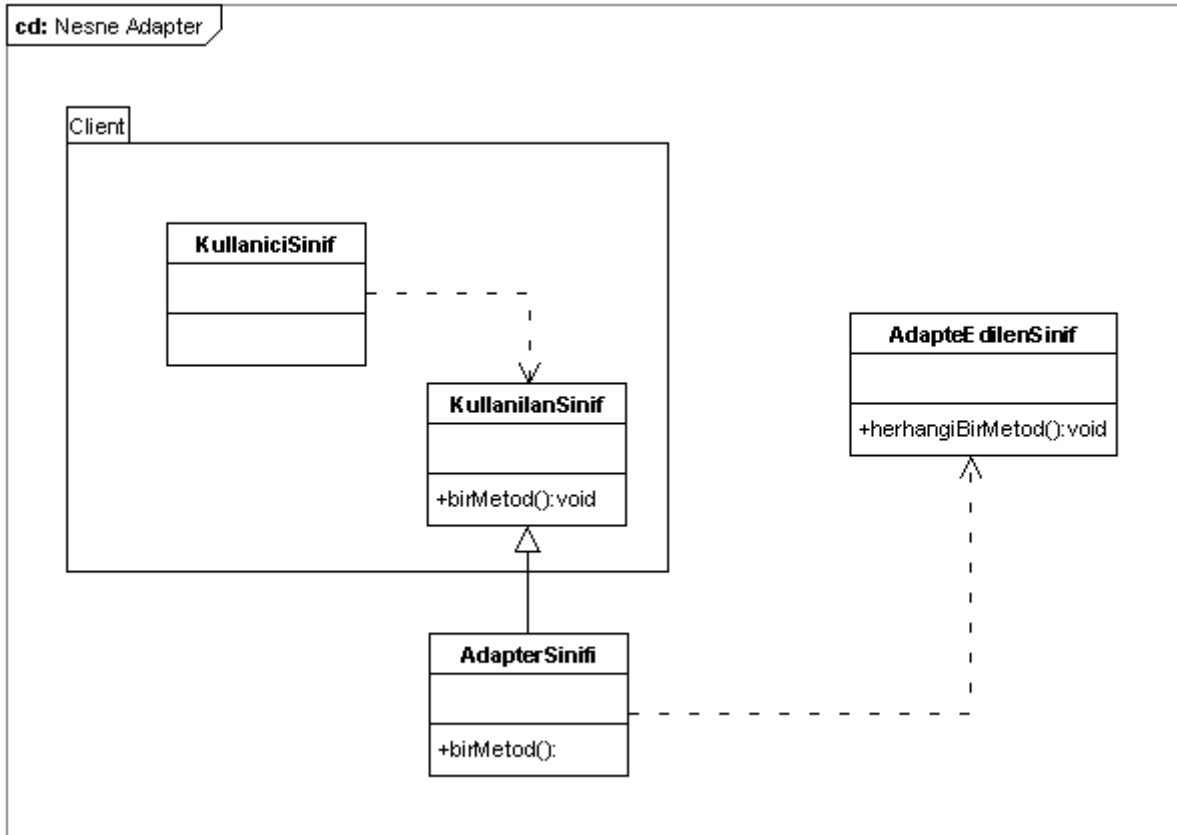 cd: Nesne Adapter
Client
KullaniciSinif
KullanilanSinif
+birMetod():void
AdapteEdilenSinif
+herhangiBirMetod():void
AdapterSinifi
+birMetod():